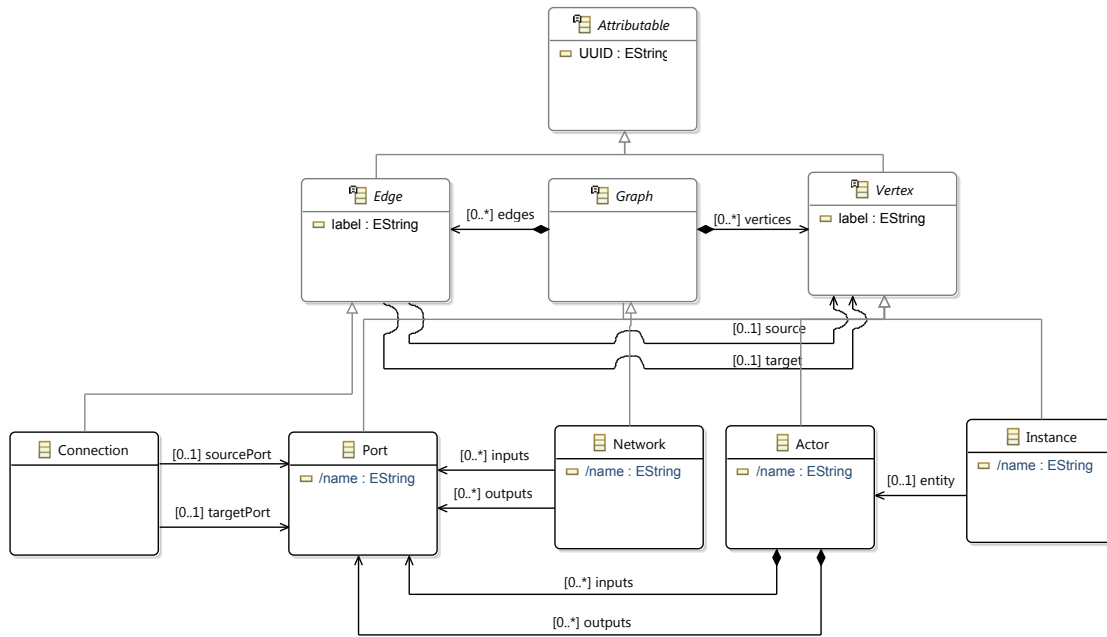 Attributable
UUID : EString
Edge
label : EString
[0..*] edges
Graph
[0..*] vertices
Vertex
label : EString
[0..1] source
[0..1] target
Connection
[0..1] sourcePort
[0..1] targetPort
Port
/name : EString
[0..*] inputs
[0..*] outputs
Network
/name : EString
Actor
/name : EString
[0..1] entity
Instance
/name : EString
[0..*] inputs
[0..*] outputs